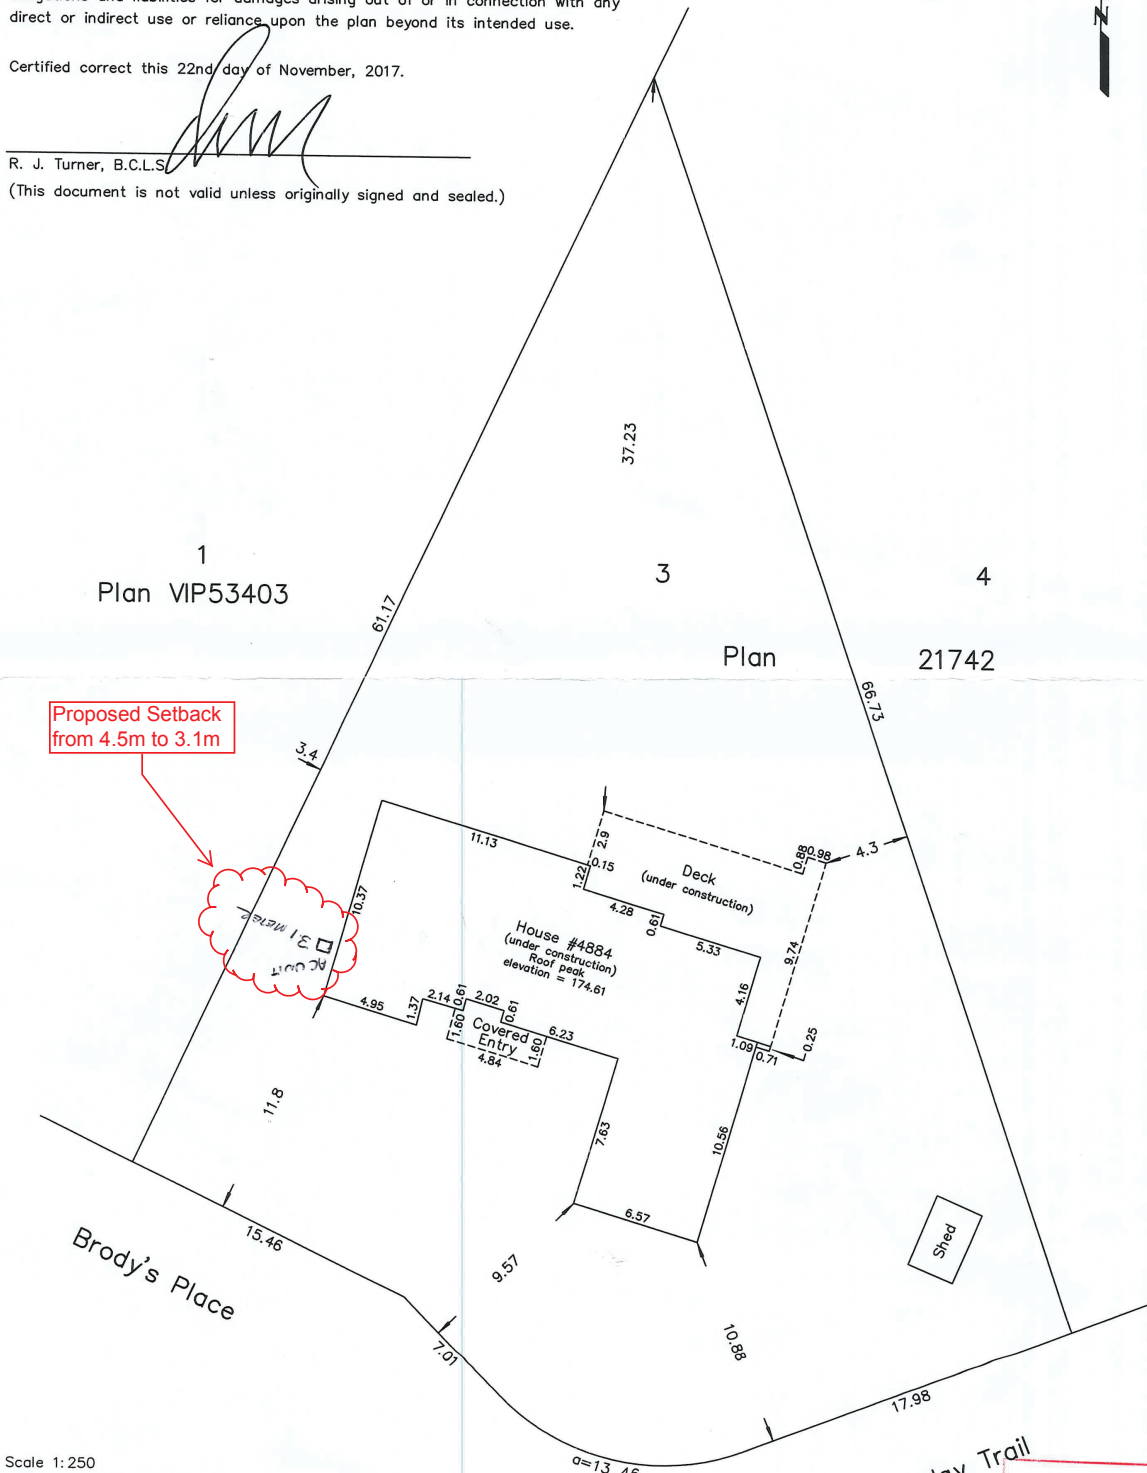 direct or indirect use or reliance upon the plan beyond its intended use.
Certified correct this 22nd day of November, 2017.
R. J. Turner, B.C.L.S
(This document is not valid unless originally signed and sealed.)
N
37.23
1
Plan VIP53403
3
4
61.17
Plan
21742
66.73
Proposed Setback
from 4.5m to 3.1m
3.4
11.13
2.9
0.15
1.22
Deck
(under construction)
0.88
0.98
4.3
10.37
4.28
0.61
5.33
9.74
3.1 METER
AC UNIT
House #4884
(under construction)
Roof peak
elevation = 174.61
4.16
4.95
1.37
2.14
0.61
2.02
0.61
6.23
1.60
Covered
Entry
1.60
4.84
1.09
0.71
0.25
11.8
7.63
10.56
6.57
15.46
Brody's Place
9.57
Shed
7.01
10.88
17.98
Scale 1:250
a=13.46
Trail